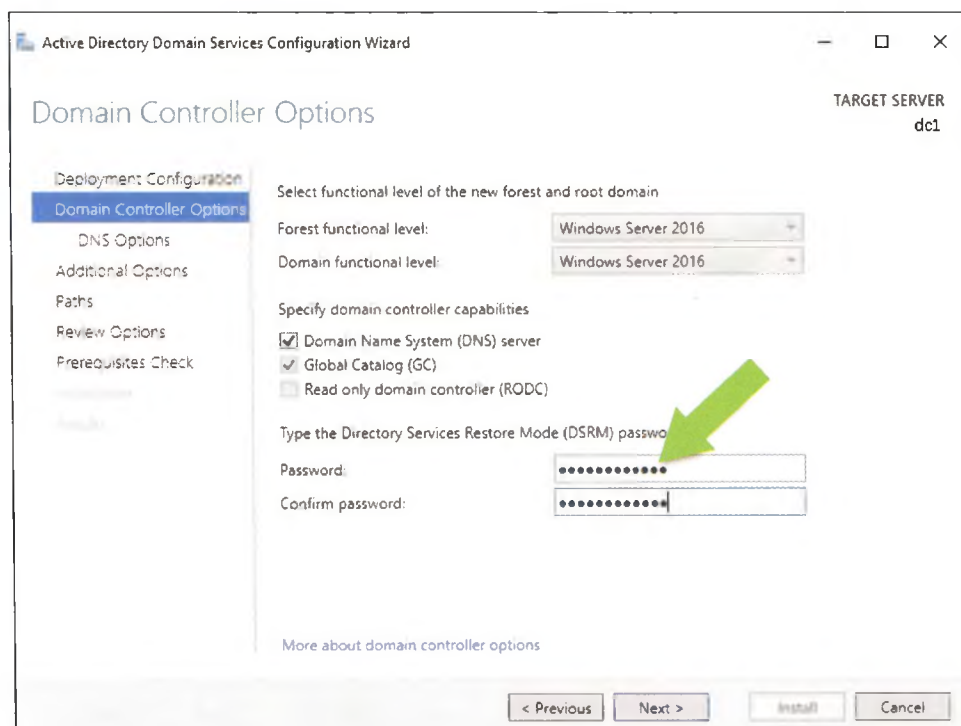 Active Directory Domain Services Configuration Wizard
Domain Controller Options
TARGET SERVER
dc1
Deployment Configuration
Domain Controller Options
DNS Options
Additional Options
Paths
Review Options
Prerequisites Check
Select functional level of the new forest and root domain
Forest functional level: Windows Server 2016
Domain functional level: Windows Server 2016
Specify domain controller capabilities
Domain Name System (DNS) server
Global Catalog (GC)
Read only domain controller (RODC)
Type the Directory Services Restore Mode (DSRM) passwo
Password: ●●●●●●●●●●●●
Confirm password: ●●●●●●●●●●●●
More about domain controller options
< Previous Next > Install Cancel